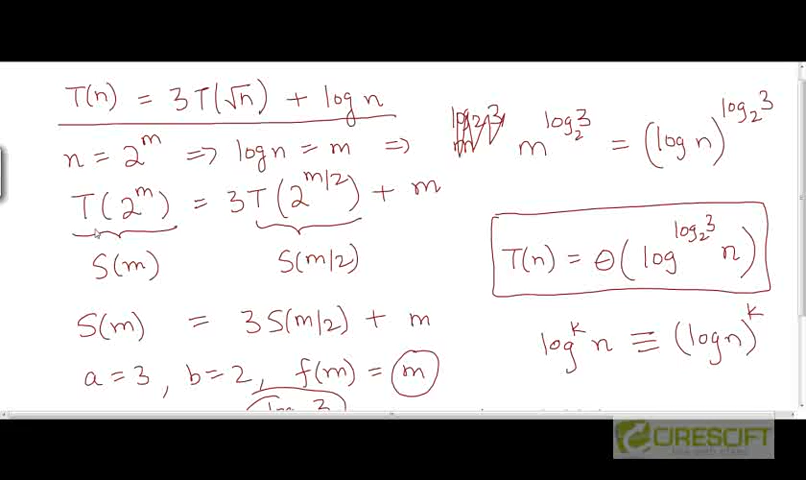 T(n) = 3T(√n) + log n
n = 2^m => log n = m =>
T(2^m) = 3T(2^{m/2}) + m
S(m) S(m/2)
S(m) = 3S(m/2) + m
a = 3, b = 2, f(m) = m
m^{log_2 3} = (log n)^{log_2 3}
T(n) = Θ(log^{log_2 3} n)
log^k n ≡ (log n)^k
CIRESCIFT